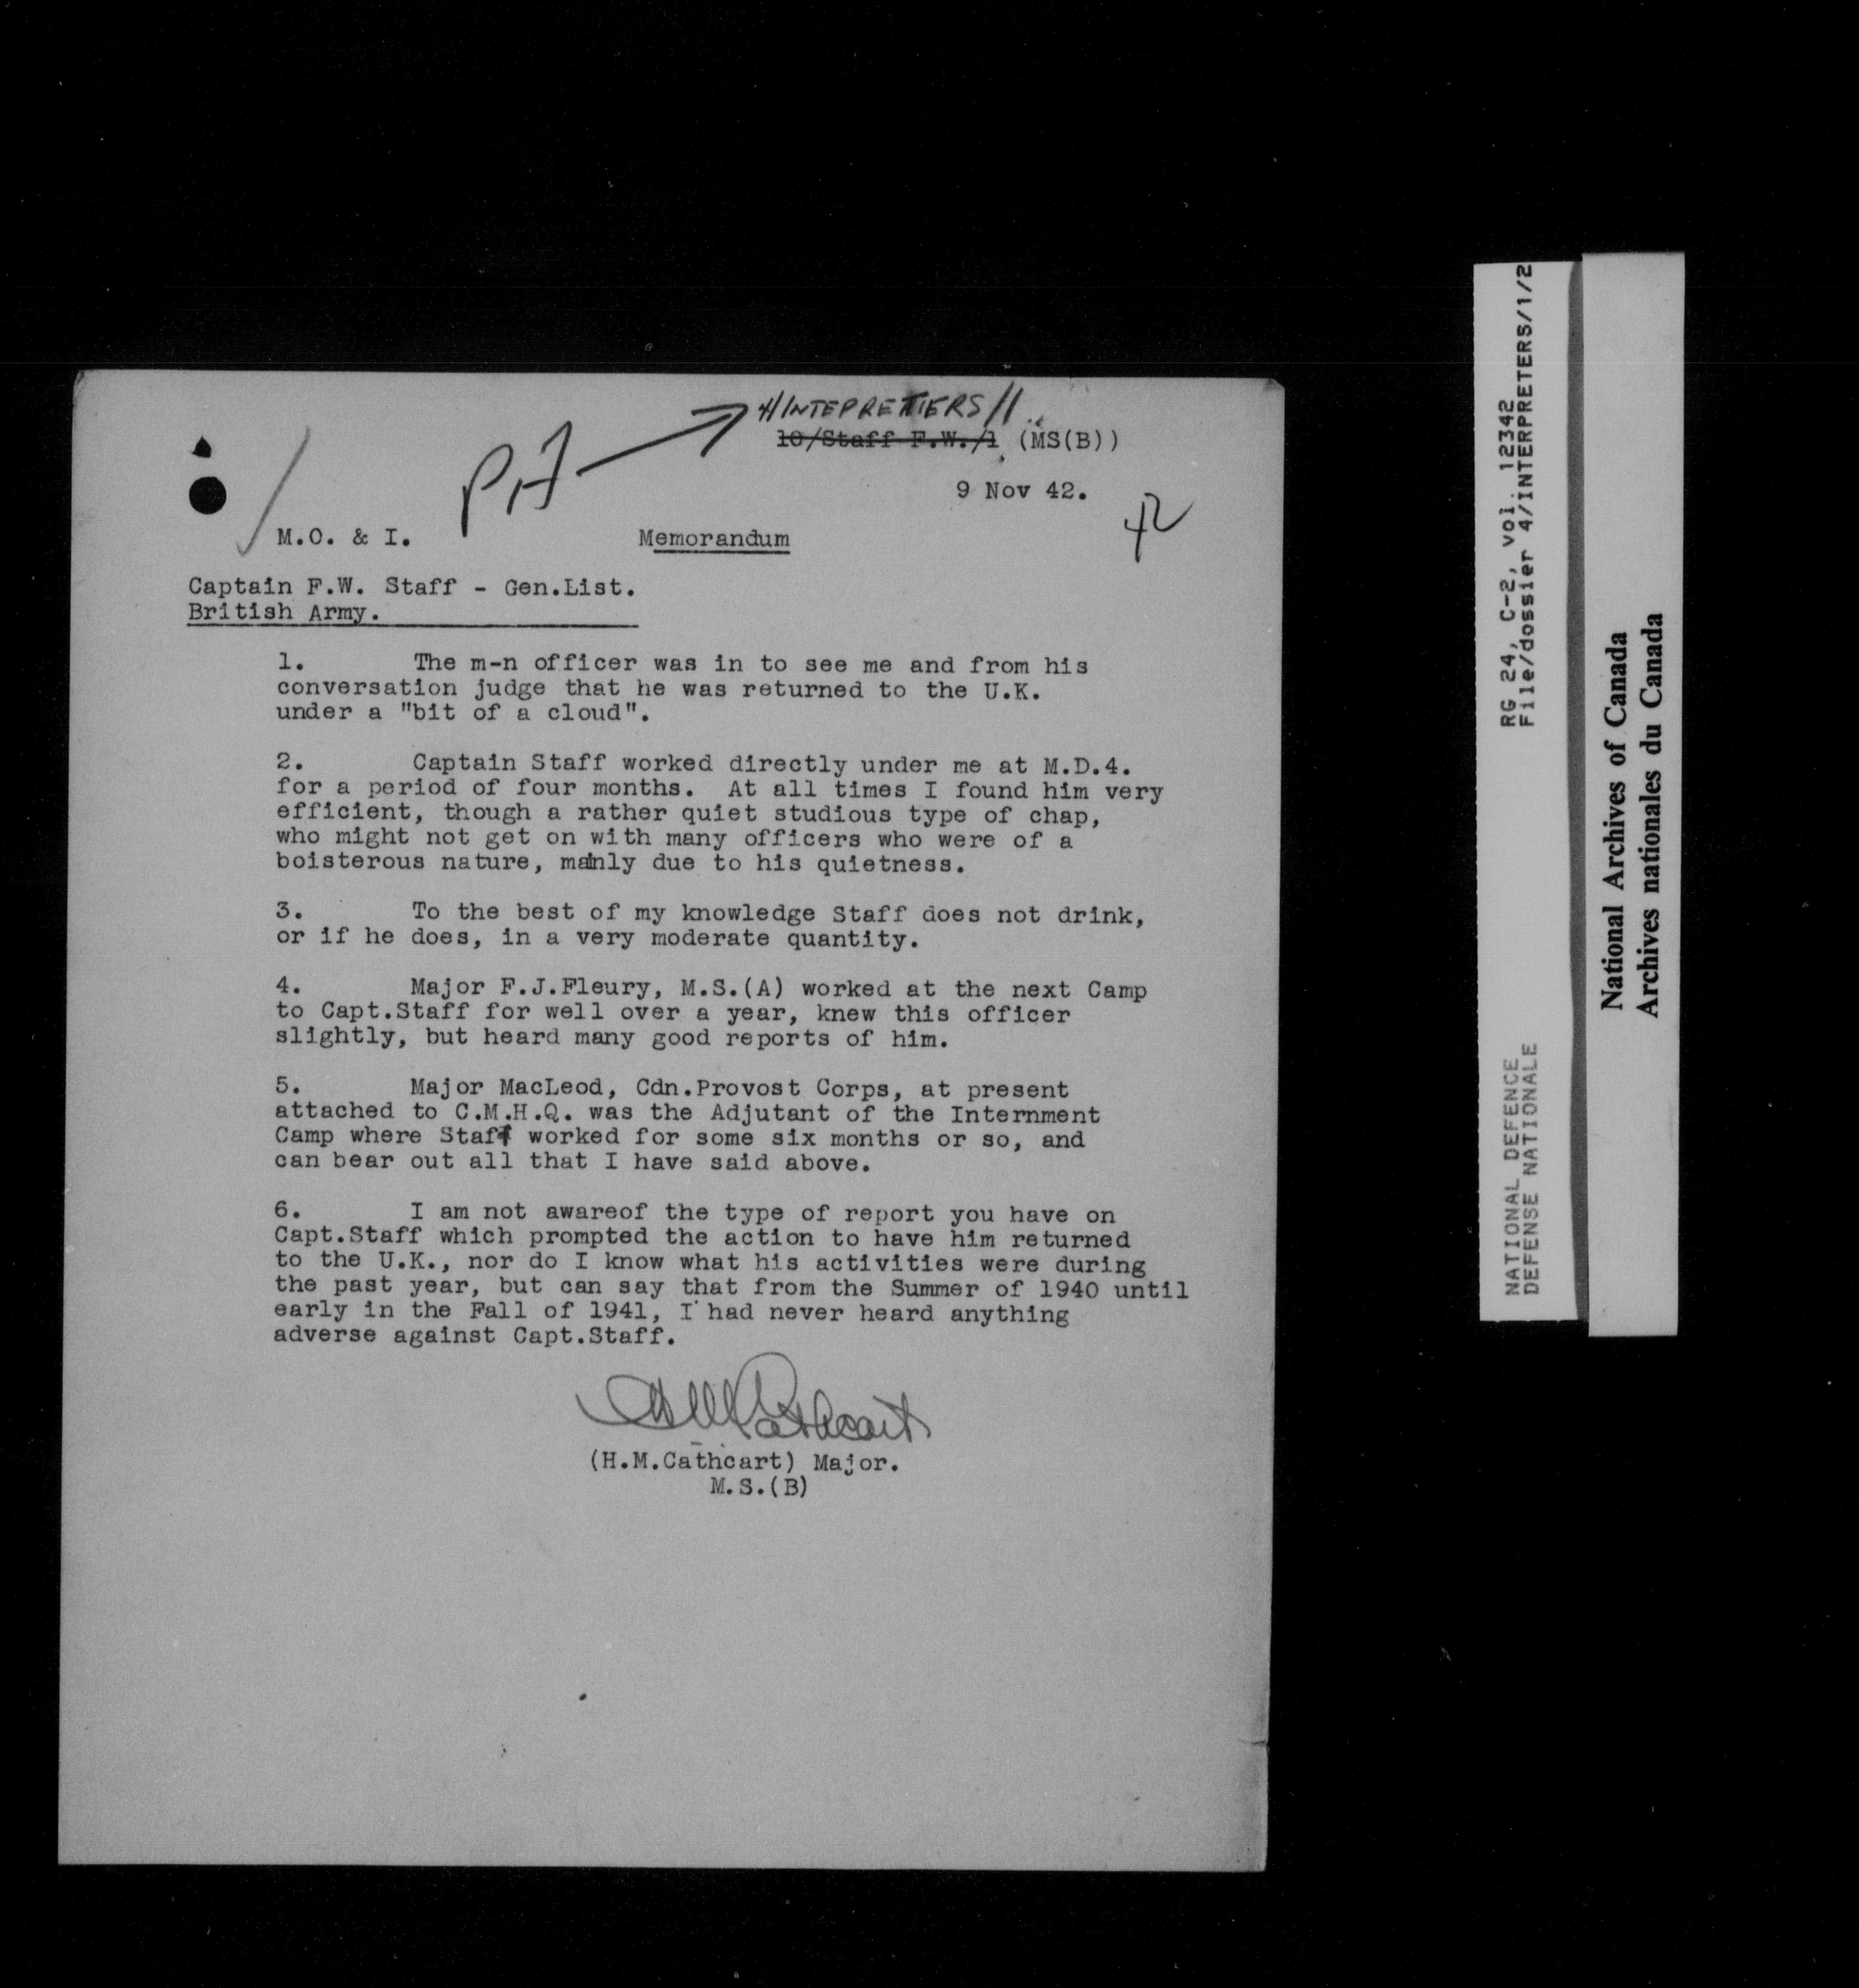 4/INTEPRETTERS/1
10/Staff F.W./1 (MS(B))
PA
9 Nov 42.
42
M.O. & I.
Memorandum
Captain F.W. Staff - Gen.List.
British Army.
1. The m-n officer was in to see me and from his
conversation judge that he was returned to the U.K.
under a "bit of a cloud".
2. Captain Staff worked directly under me at M.D.4.
for a period of four months. At all times I found him very
efficient, though a rather quiet studious type of chap,
who might not get on with many officers who were of a
boisterous nature, mainly due to his quietness.
3. To the best of my knowledge Staff does not drink,
or if he does, in a very moderate quantity.
4. Major F.J.Fleury, M.S.(A) worked at the next Camp
to Capt.Staff for well over a year, knew this officer
slightly, but heard many good reports of him.
5. Major MacLeod, Cdn.Provost Corps, at present
attached to C.M.H.Q. was the Adjutant of the Internment
Camp where Staff worked for some six months or so, and
can bear out all that I have said above.
6. I am not awareof the type of report you have on
Capt.Staff which prompted the action to have him returned
to the U.K., nor do I know what his activities were during
the past year, but can say that from the Summer of 1940 until
early in the Fall of 1941, I had never heard anything
adverse against Capt.Staff.
HMCathcart
(H.M.Cathcart) Major.
M.S.(B)
RG 24, C-2, vol. 12342
File/dossier 4/INTERPRETERS/1/2
NATIONAL DEFENCE
DEFENSE NATIONALE
National Archives of Canada
Archives nationales du Canada